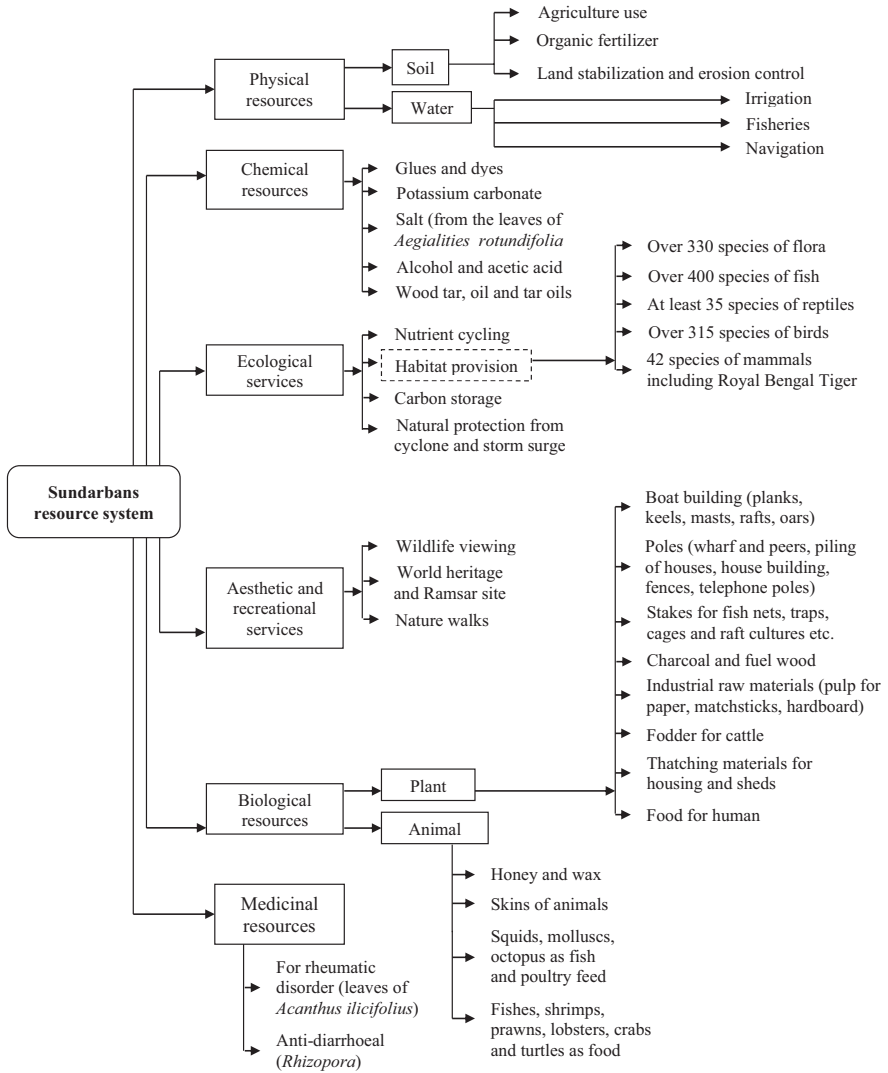 Sundarbans
resource system
Physical
resources
Soil
Agriculture use
Organic fertilizer
Land stabilization and erosion control
Water
Irrigation
Fisheries
Navigation
Chemical
resources
Glues and dyes
Potassium carbonate
Salt (from the leaves of
Aegialities rotundifolia
Alcohol and acetic acid
Wood tar, oil and tar oils
Ecological
services
Nutrient cycling
Habitat provision
Carbon storage
Natural protection from
cyclone and storm surge
Over 330 species of flora
Over 400 species of fish
At least 35 species of reptiles
Over 315 species of birds
42 species of mammals
including Royal Bengal Tiger
Aesthetic and
recreational
services
Wildlife viewing
World heritage
and Ramsar site
Nature walks
Biological
resources
Plant
Boat building (planks,
keels, masts, rafts, oars)
Poles (wharf and peers, piling
of houses, house building,
fences, telephone poles)
Stakes for fish nets, traps,
cages and raft cultures etc.
Charcoal and fuel wood
Industrial raw materials (pulp for
paper, matchsticks, hardboard)
Fodder for cattle
Thatching materials for
housing and sheds
Food for human
Animal
Honey and wax
Skins of animals
Squids, molluscs,
octopus as fish
and poultry feed
Fishes, shrimps,
prawns, lobsters, crabs
and turtles as food
Medicinal
resources
For rheumatic
disorder (leaves of
Acanthus ilicifolius)
Anti-diarrhoeal
(Rhizopora)